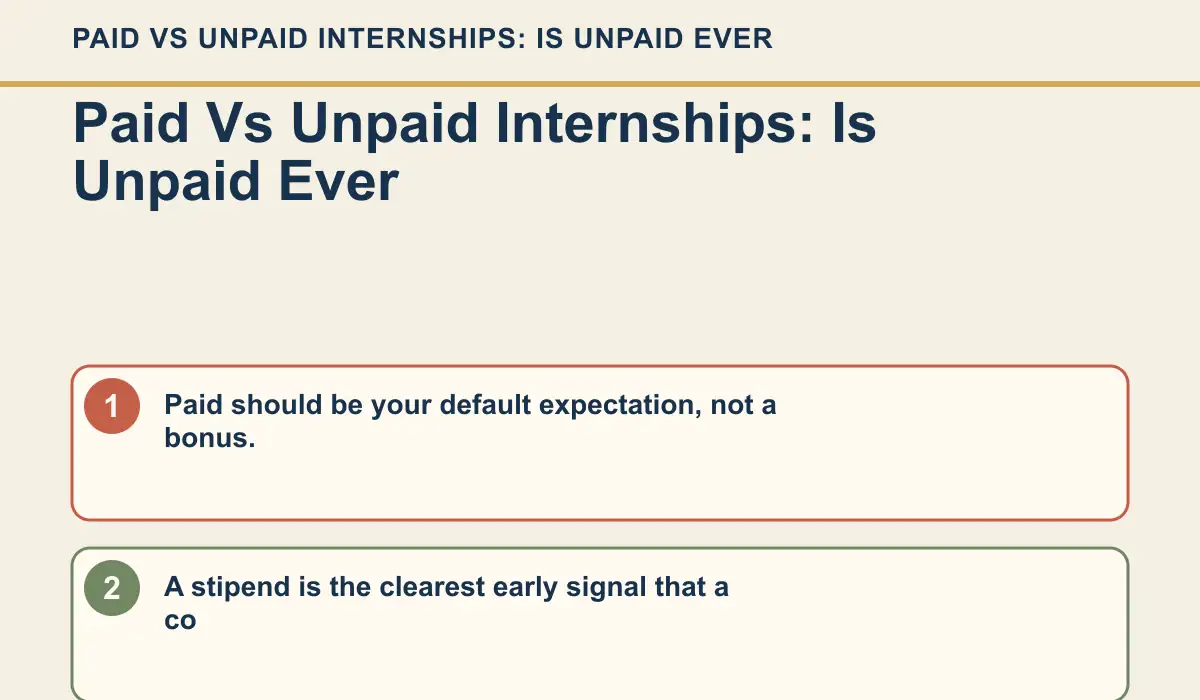 PAID VS UNPAID INTERNSHIPS: IS UNPAID EVER
Paid Vs Unpaid Internships: Is
Unpaid Ever
1
Paid should be your default expectation, not a
bonus.
2
A stipend is the clearest early signal that a
co